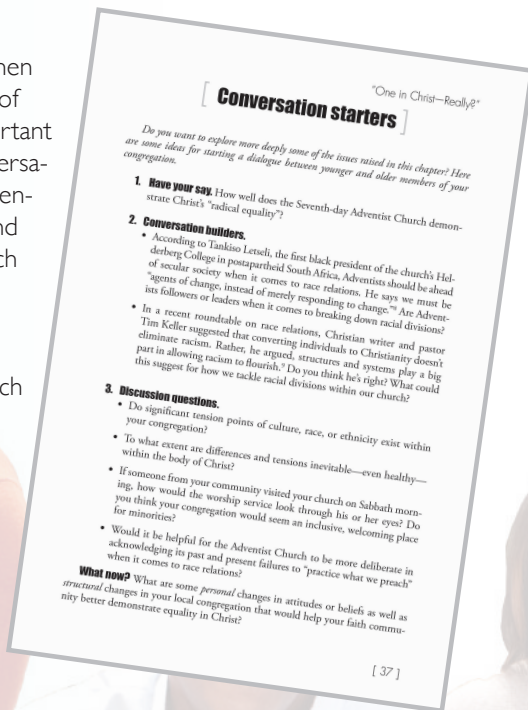 hen
of
rtant
versa-
en-
nd
ch
ch
"One in Christ—Really?"
[ Conversation starters ]
Do you want to explore more deeply some of the issues raised in this chapter? Here
are some ideas for starting a dialogue between younger and older members of your
congregation.
1. Have your say. How well does the Seventh-day Adventist Church demon-
strate Christ's "radical equality"?
2. Conversation builders.
• According to Tankiso Letseli, the first black president of the church's Hel-
derberg College in postapartheid South Africa, Adventists should be ahead
of secular society when it comes to race relations. He says we must be
"agents of change, instead of merely responding to change."⁸ Are Advent-
ists followers or leaders when it comes to breaking down racial divisions?
• In a recent roundtable on race relations, Christian writer and pastor
Tim Keller suggested that converting individuals to Christianity doesn't
eliminate racism. Rather, he argued, structures and systems play a big
part in allowing racism to flourish.⁹ Do you think he's right? What could
this suggest for how we tackle racial divisions within our church?
3. Discussion questions.
• Do significant tension points of culture, race, or ethnicity exist within
your congregation?
• To what extent are differences and tensions inevitable—even healthy—
within the body of Christ?
• If someone from your community visited your church on Sabbath morn-
ing, how would the worship service look through his or her eyes? Do
you think your congregation would seem an inclusive, welcoming place
for minorities?
• Would it be helpful for the Adventist Church to be more deliberate in
acknowledging its past and present failures to "practice what we preach"
when it comes to race relations?
What now? What are some personal changes in attitudes or beliefs as well as
structural changes in your local congregation that would help your faith commu-
nity better demonstrate equality in Christ?
[ 37 ]